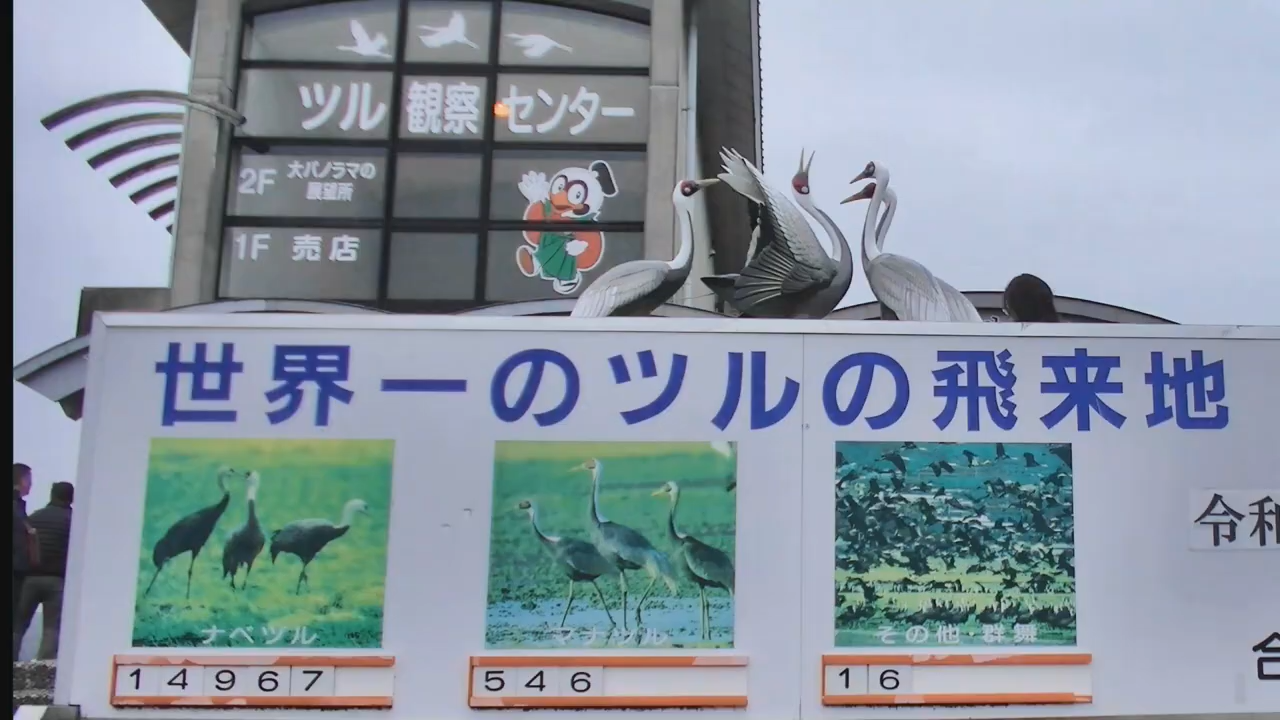 ツル観察センター
2F 大パノラマの展望所
1F 売店
世界一のツルの飛来地
ナベツル
マナヅル
その他・群舞
令和
14967
546
16
合